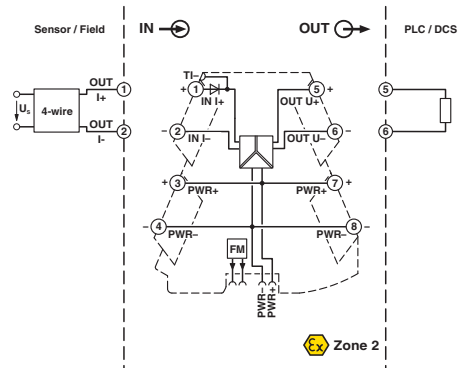 Sensor / Field
IN
OUT
PLC / DCS
TI–
OUT
I+
1
+
1
IN I+
5
+
OUT U+
5
Us
4-wire
OUT
I-
2
–
2
IN I–
OUT U–
6
–
6
+
3
PWR+
PWR+
7
+
–
4
PWR–
PWR–
8
–
FM
PWR–
PWR+
Ex
Zone 2